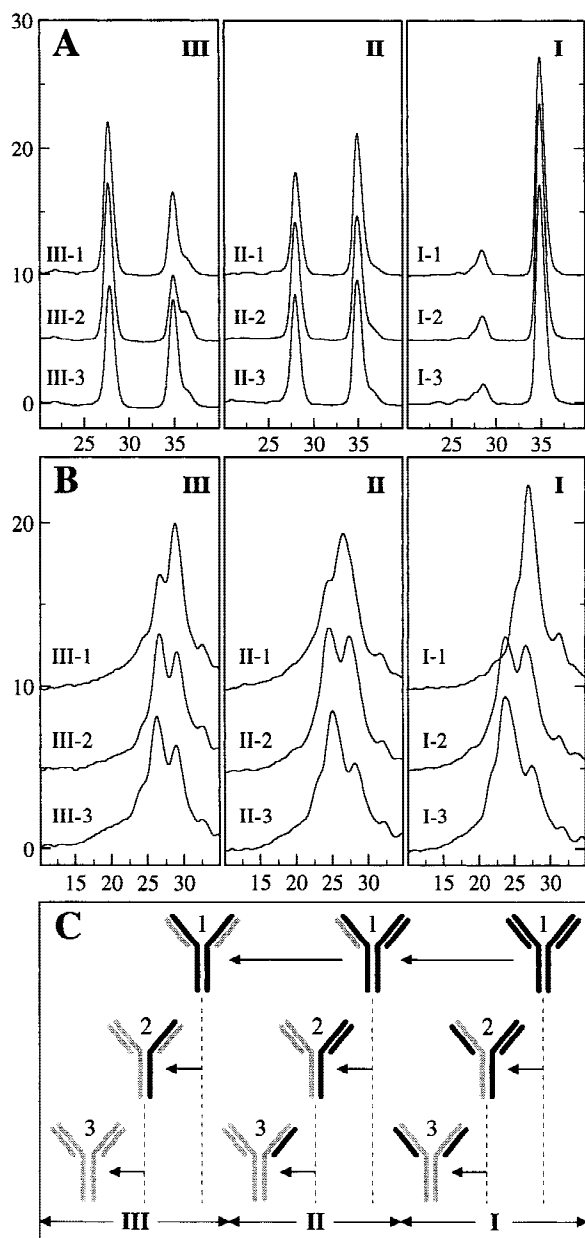 30
A III II I
20
III-1 II-1 I-1
10
III-2 II-2 I-2
III-3 II-3 I-3
0
25 30 35 25 30 35 25 30 35
B III II I
20
III-1 II-1 I-1
10
III-2 II-2 I-2
III-3 II-3 I-3
0
15 20 25 30 15 20 25 30 15 20 25 30
C 1 1 1
2 2 2
3 3 3
III II I